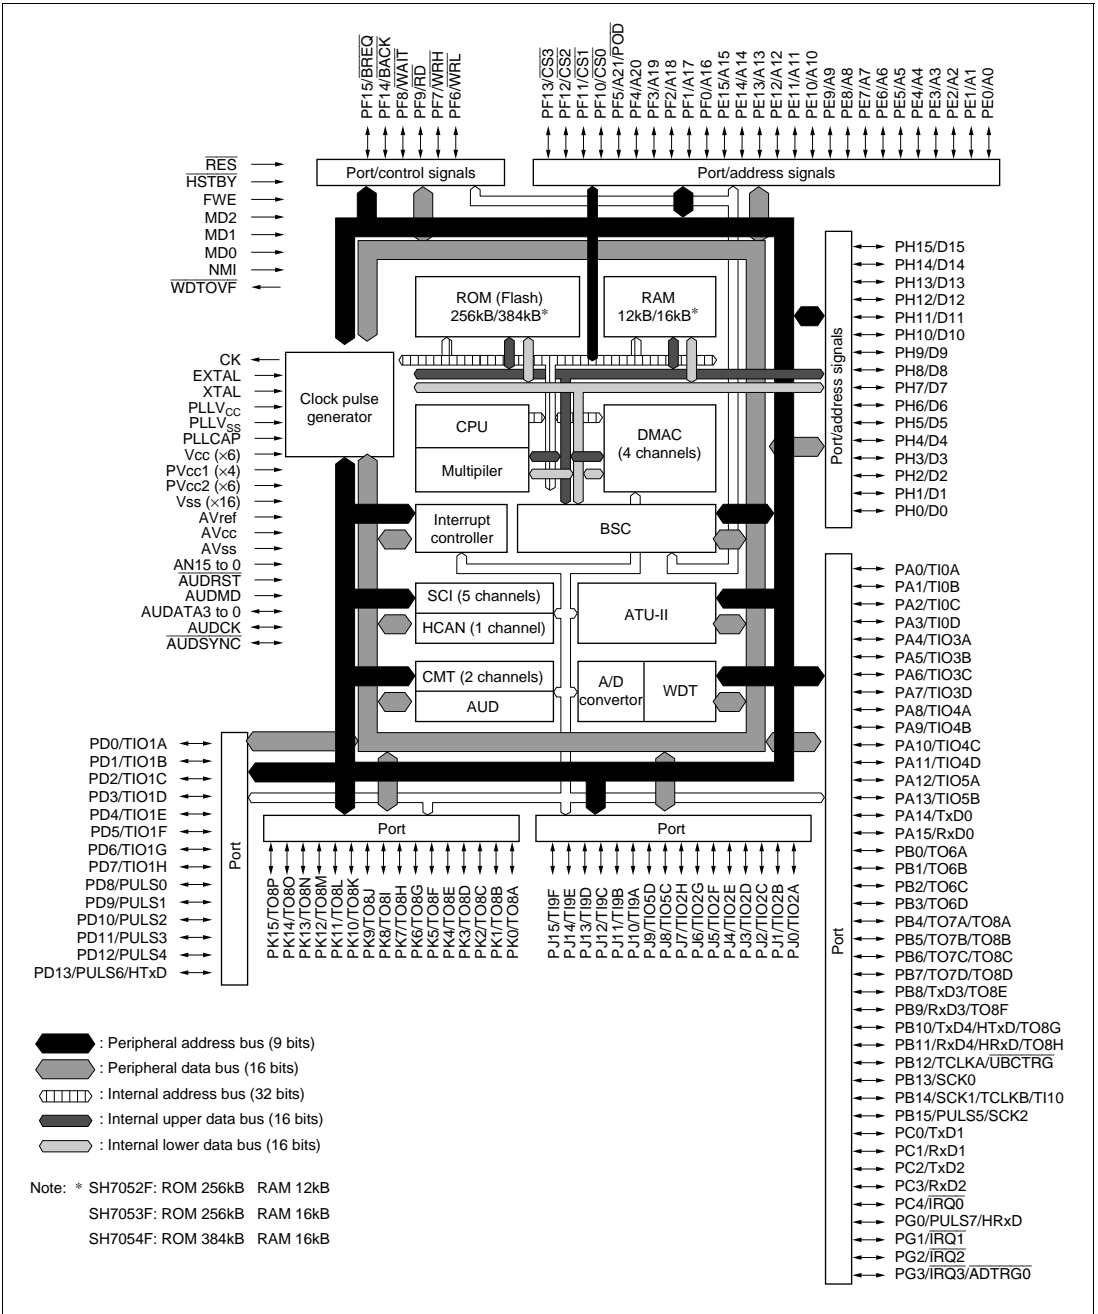 PF15/BREQ
PF14/BACK
PF8/WAIT
PF9/RD
PF7/WRH
PF6/WRL
PF13/CS3
PF12/CS2
PF11/CS1
PF10/CS0
PF5/A21/POD
PF4/A20
PF3/A19
PF2/A18
PF1/A17
PF0/A16
PE15/A15
PE14/A14
PE13/A13
PE12/A12
PE11/A11
PE10/A10
PE9/A9
PE8/A8
PE7/A7
PE6/A6
PE5/A5
PE4/A4
PE3/A3
PE2/A2
PE1/A1
PE0/A0
Port/control signals
Port/address signals
RES
HSTBY
FWE
MD2
MD1
MD0
NMI
WDTOVF
CK
EXTAL
XTAL
PLLVCC
PLLVSS
PLLCAP
Vcc (×6)
PVcc1 (×4)
PVcc2 (×6)
Vss (×16)
AVref
AVcc
AVss
AN15 to 0
AUDRST
AUDMD
AUDATA3 to 0
AUDCK
AUDSYNC
ROM (Flash)
256kB/384kB*
RAM
12kB/16kB*
Clock pulse
generator
CPU
Multipiler
DMAC
(4 channels)
Interrupt
controller
BSC
SCI (5 channels)
HCAN (1 channel)
ATU-II
CMT (2 channels)
AUD
A/D
convertor
WDT
Port/address signals
PH15/D15
PH14/D14
PH13/D13
PH12/D12
PH11/D11
PH10/D10
PH9/D9
PH8/D8
PH7/D7
PH6/D6
PH5/D5
PH4/D4
PH3/D3
PH2/D2
PH1/D1
PH0/D0
Port
PA0/TI0A
PA1/TI0B
PA2/TI0C
PA3/TI0D
PA4/TIO3A
PA5/TIO3B
PA6/TIO3C
PA7/TIO3D
PA8/TIO4A
PA9/TIO4B
PA10/TIO4C
PA11/TIO4D
PA12/TIO5A
PA13/TIO5B
PA14/TxD0
PA15/RxD0
PB0/TO6A
PB1/TO6B
PB2/TO6C
PB3/TO6D
PB4/TO7A/TO8A
PB5/TO7B/TO8B
PB6/TO7C/TO8C
PB7/TO7D/TO8D
PB8/TxD3/TO8E
PB9/RxD3/TO8F
PB10/TxD4/HTxD/TO8G
PB11/RxD4/HRxD/TO8H
PB12/TCLKA/UBCTRG
PB13/SCK0
PB14/SCK1/TCLKB/TI10
PB15/PULS5/SCK2
PC0/TxD1
PC1/RxD1
PC2/TxD2
PC3/RxD2
PC4/IRQ0
PG0/PULS7/HRxD
PG1/IRQ1
PG2/IRQ2
PG3/IRQ3/ADTRG0
PD0/TIO1A
PD1/TIO1B
PD2/TIO1C
PD3/TIO1D
PD4/TIO1E
PD5/TIO1F
PD6/TIO1G
PD7/TIO1H
PD8/PULS0
PD9/PULS1
PD10/PULS2
PD11/PULS3
PD12/PULS4
PD13/PULS6/HTxD
Port
Port
Port
PK15/TO8P
PK14/TO8O
PK13/TO8N
PK12/TO8M
PK11/TO8L
PK10/TO8K
PK9/TO8J
PK8/TO8I
PK7/TO8H
PK6/TO8G
PK5/TO8F
PK4/TO8E
PK3/TO8D
PK2/TO8C
PK1/TO8B
PK0/TO8A
PJ15/TI9F
PJ14/TI9E
PJ13/TI9D
PJ12/TI9C
PJ11/TI9B
PJ10/TI9A
PJ9/TIO5D
PJ8/TIO5C
PJ7/TIO2H
PJ6/TIO2G
PJ5/TIO2F
PJ4/TIO2E
PJ3/TIO2D
PJ2/TIO2C
PJ1/TIO2B
PJ0/TIO2A
: Peripheral address bus (9 bits)
: Peripheral data bus (16 bits)
: Internal address bus (32 bits)
: Internal upper data bus (16 bits)
: Internal lower data bus (16 bits)
Note: * SH7052F: ROM 256kB RAM 12kB
SH7053F: ROM 256kB RAM 16kB
SH7054F: ROM 384kB RAM 16kB